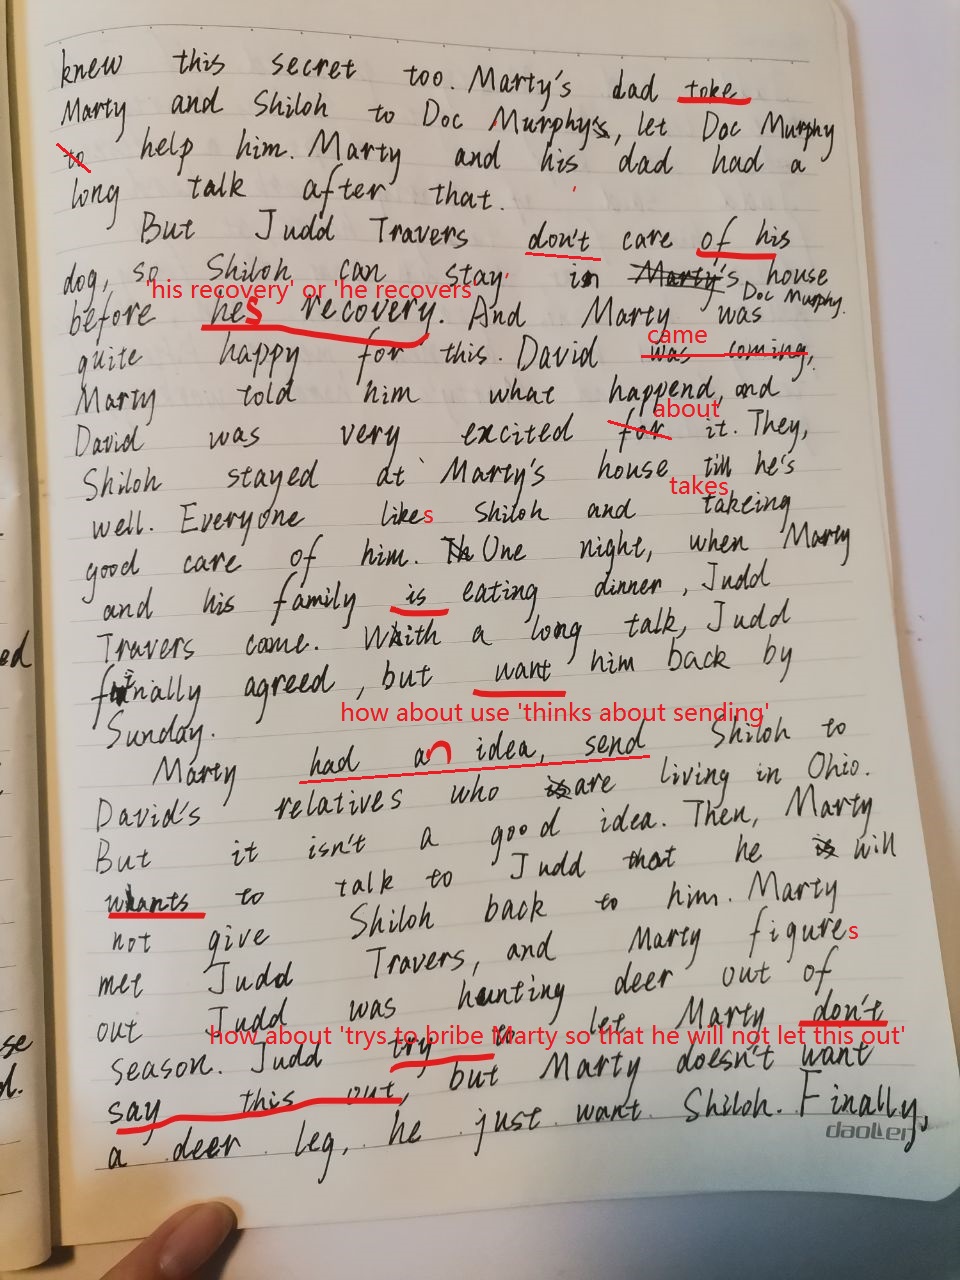 knew this secret too. Marty's dad toke
Marty and Shiloh to Doc Murphy's, let Doc Murphy
to help him. Marty and his dad had a
long talk after that.
But Judd Travers don't care of his
dog, so Shiloh can stay in Marty's house
'his recovery' or 'he recovers
Doc Murphy.
before hes recovery. And Marty was
came
quite happy for this. David was coming,
Marty told him what happend, and
about
David was very excited for it. They,
Shiloh stayed at Marty's house till he's
takes
well. Everyone likes Shiloh and takeing
good care of him. One night, when Marty
and his family is eating dinner, Judd
Travers come. With a long talk, Judd
finally agreed, but want him back by
Sunday.
how about use 'thinks about sending'
Marty had an idea, send Shiloh to
David's relatives who are living in Ohio.
But it isn't a good idea. Then, Marty
wants to talk to Judd that he will
not give Shiloh back to him. Marty
met Judd Travers, and Marty figures
out Judd was hunting deer out of
how about 'trys to bribe Marty so that he will not let this out'
season. Judd try to let Marty don't
say this out, but Marty doesn't want
a deer leg, he just want Shiloh. Finally,
daoLer
ed
se
d.